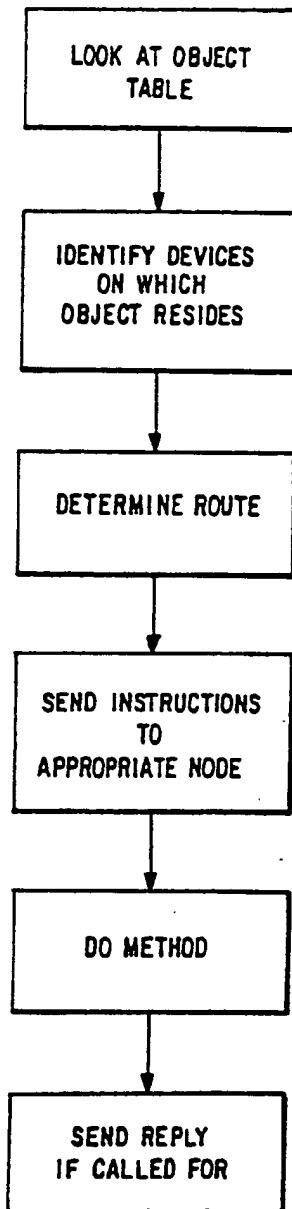 LOOK AT OBJECT
TABLE
IDENTIFY DEVICES
ON WHICH
OBJECT RESIDES
DETERMINE ROUTE
SEND INSTRUCTIONS
TO
APPROPRIATE NODE
DO METHOD
SEND REPLY
IF CALLED FOR